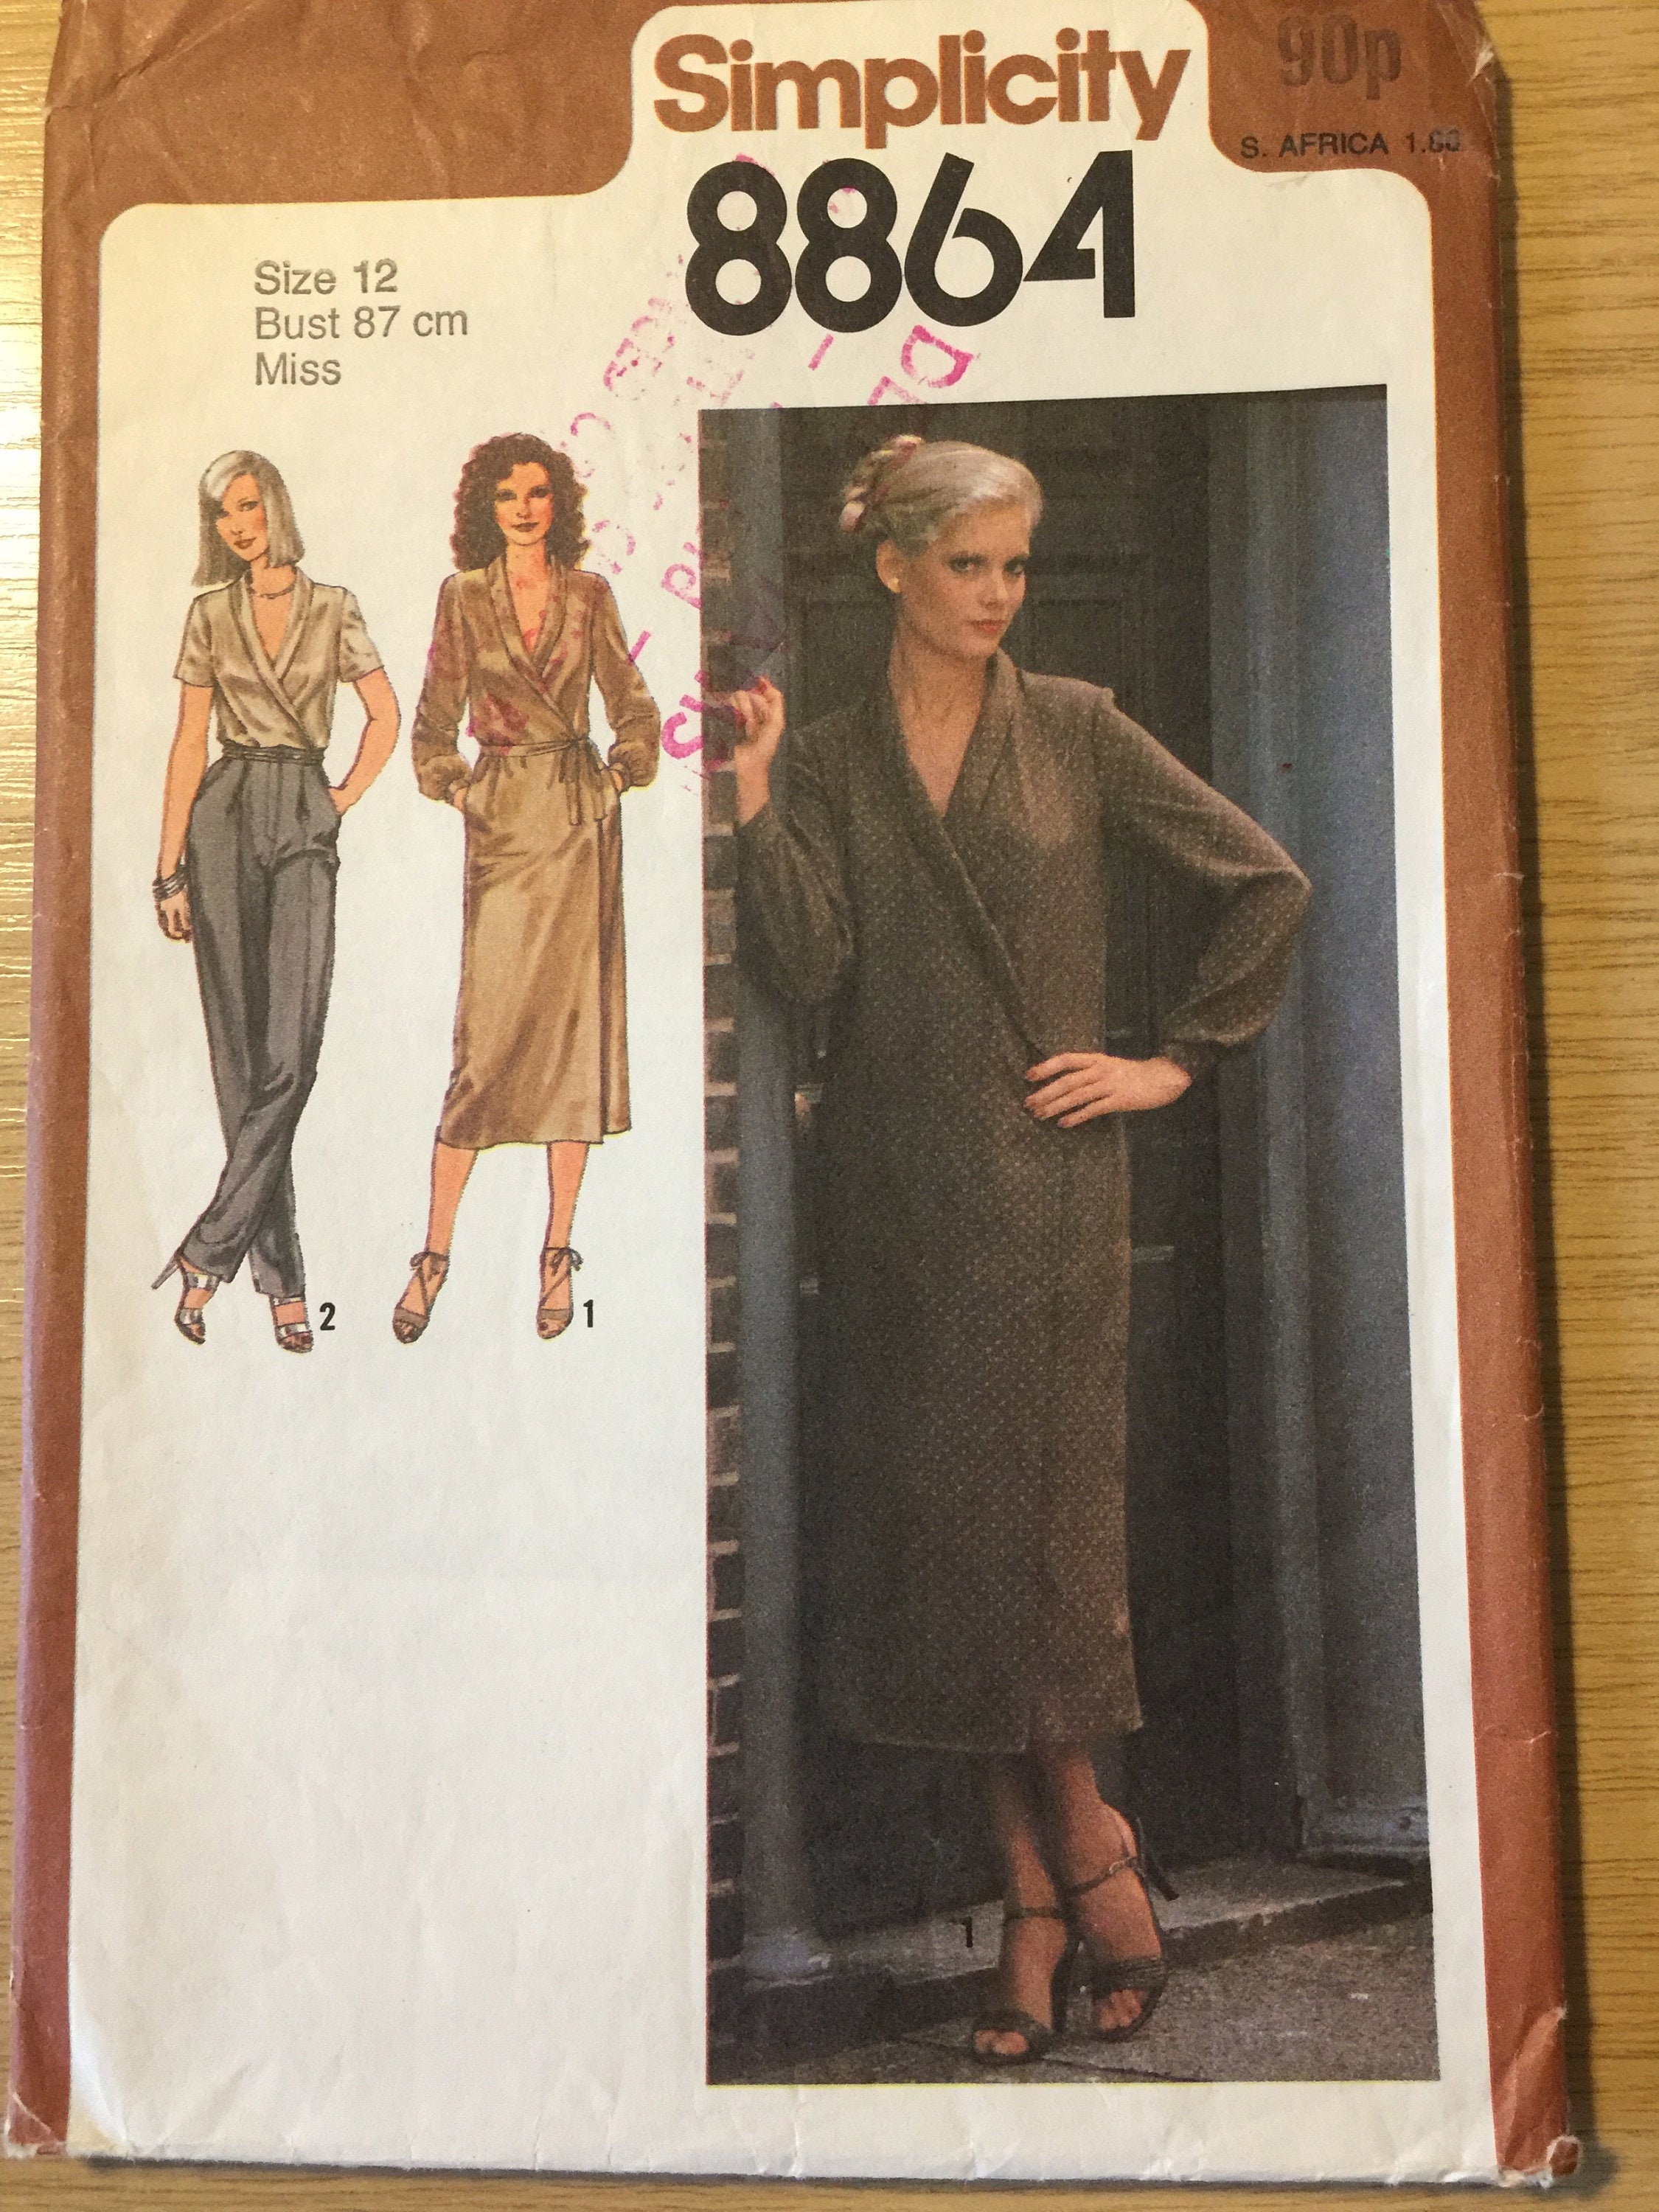 Simplicity
90p
S. AFRICA
8864
Size 12
Bust 87 cm
Miss
2
1
1